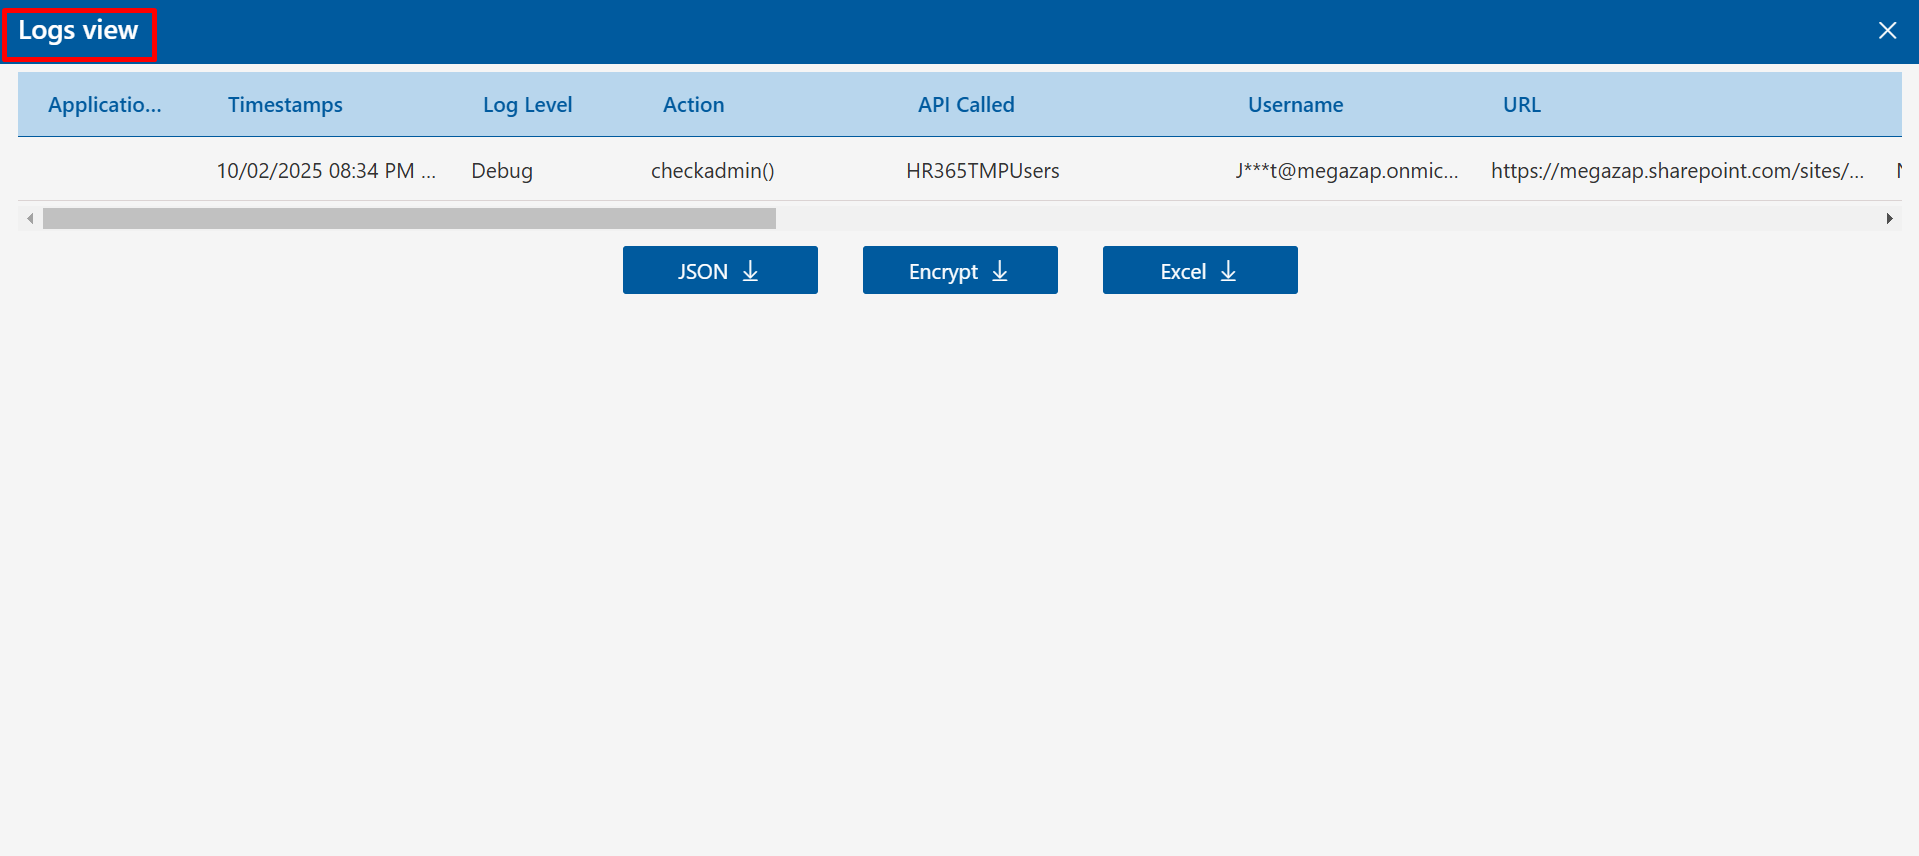 Logs view
Applicatio... Timestamps Log Level Action API Called Username URL
10/02/2025 08:34 PM ... Debug checkadmin() HR365TMPUsers J***t@megazap.onmic... https://megazap.sharepoint.com/sites/...
JSON Encrypt Excel